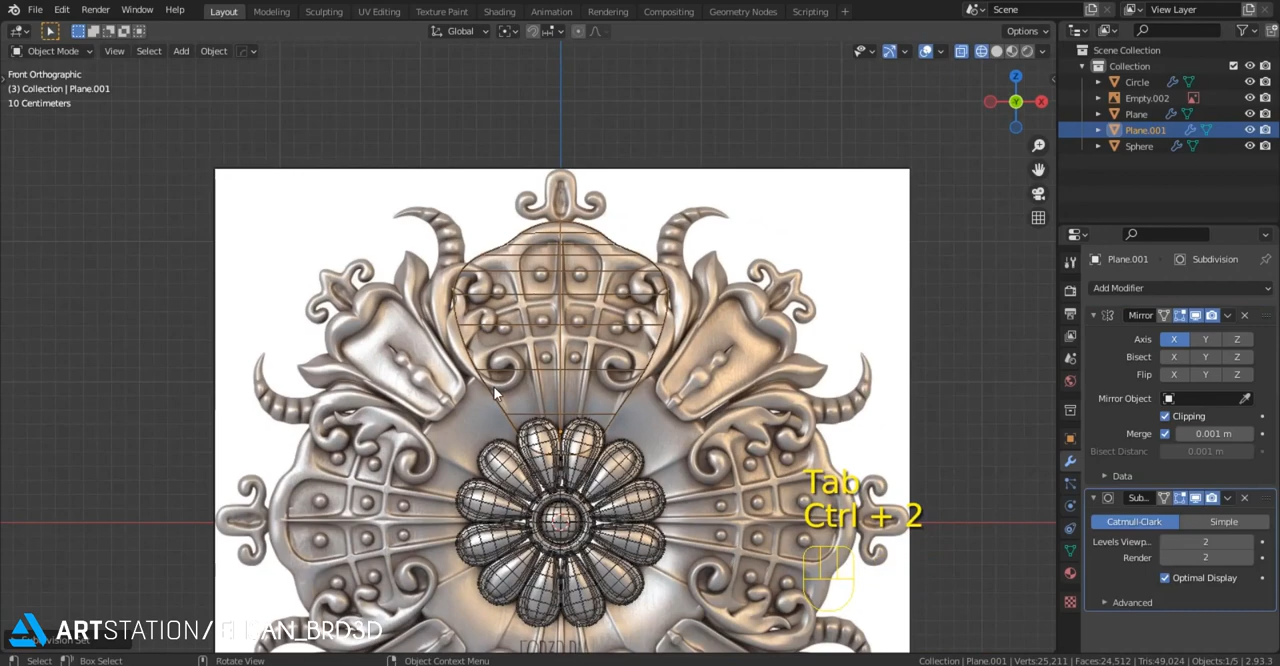 File Edit Render Window Help Layout Modeling Sculpting UV Editing Texture Paint Shading Animation Rendering Compositing Geometry Nodes Scripting + Scene View Layer
Global Options
Object Mode View Select Add Object
Front Orthographic
(3) Collection | Plane.001
10 Centimeters
Z
Y
X
Scene Collection
Collection
Circle
Empty.002
Plane
Plane.001
Sphere
Plane.001 Subdivision
Add Modifier
Mirror
Axis X Y Z
Bisect X Y Z
Flip X Y Z
Mirror Object
Clipping
Merge 0.001 m
Bisect Distanc 0.001 m
Data
Sub..
Catmull-Clark Simple
Levels Viewp.. 2
Render 2
Optimal Display
Advanced
Tab
Ctrl + 2
Subdivision Set
Select Box Select Rotate View Object Context Menu Collection | Plane.001 | Verts:25,211 | Faces:24,512 | Tris:49,024 | Objects:1/5 | 2.93.3